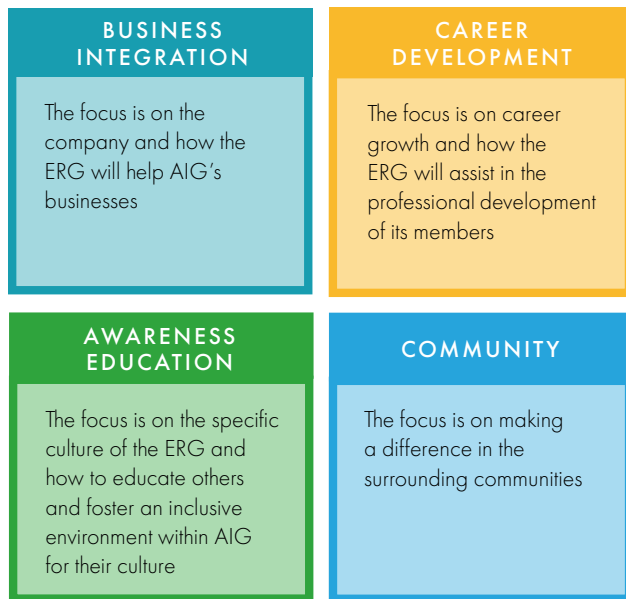 BUSINESS
INTEGRATION
The focus is on the
company and how the
ERG will help AIG’s
businesses
CAREER
DEVELOPMENT
The focus is on career
growth and how the
ERG will assist in the
professional development
of its members
AWARENESS
EDUCATION
The focus is on the specific
culture of the ERG and
how to educate others
and foster an inclusive
environment within AIG
for their culture
COMMUNITY
The focus is on making
a difference in the
surrounding communities